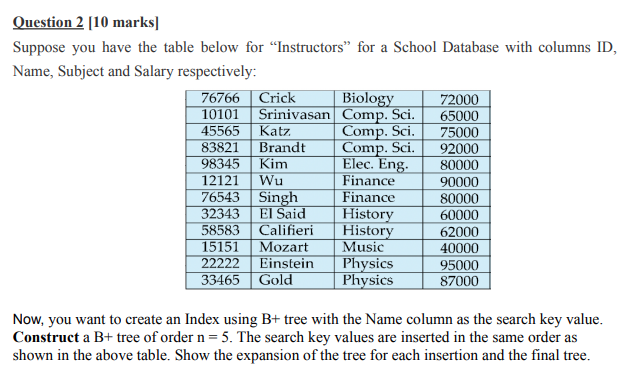 Question 2 [10 marks]
Suppose you have the table below for “Instructors” for a School Database with columns ID,
Name, Subject and Salary respectively:
76766 Crick Biology 72000
10101 Srinivasan Comp. Sci. 65000
45565 Katz Comp. Sci. 75000
83821 Brandt Comp. Sci. 92000
98345 Kim Elec. Eng. 80000
12121 Wu Finance 90000
76543 Singh Finance 80000
32343 El Said History 60000
58583 Califieri History 62000
15151 Mozart Music 40000
22222 Einstein Physics 95000
33465 Gold Physics 87000
Now, you want to create an Index using B+ tree with the Name column as the search key value.
Construct a B+ tree of order n = 5. The search key values are inserted in the same order as
shown in the above table. Show the expansion of the tree for each insertion and the final tree.